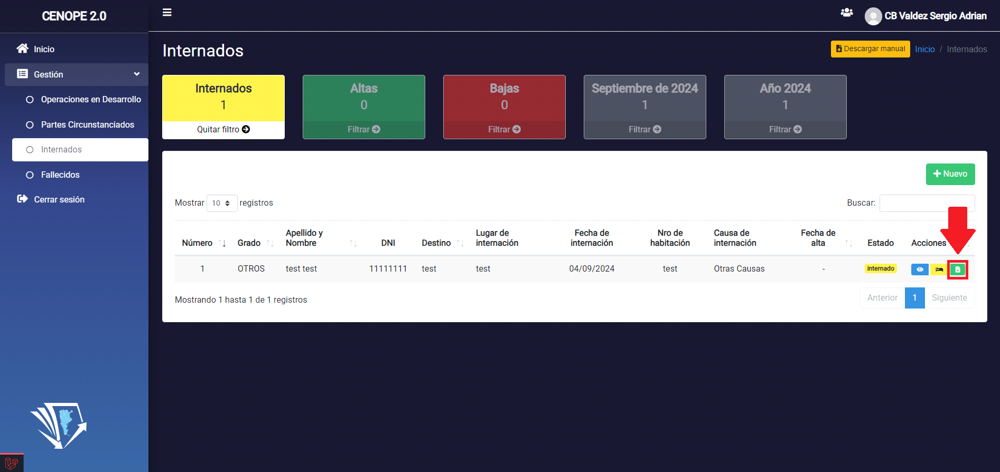 CENOPE 2.0
CB Valdez Sergio Adrian
Inicio
Gestión
Operaciones en Desarrollo
Partes Circunstanciados
Internados
Fallecidos
Cerrar sesión
Internados
Descargar manual
Inicio / Internados
Internados
1
Quitar filtro
Altas
0
Filtrar
Bajas
0
Filtrar
Septiembre de 2024
1
Filtrar
Año 2024
1
Filtrar
Nuevo
Mostrar 10 registros
Buscar:
Número
Grado
Apellido y
Nombre
DNI
Destino
Lugar de
internación
Fecha de
internación
Nro de
habitación
Causa de
internación
Fecha de
alta
Estado
Acciones
1 OTROS test test 11111111 test test 04/09/2024 test Otras Causas - internado
Mostrando 1 hasta 1 de 1 registros
Anterior 1 Siguiente